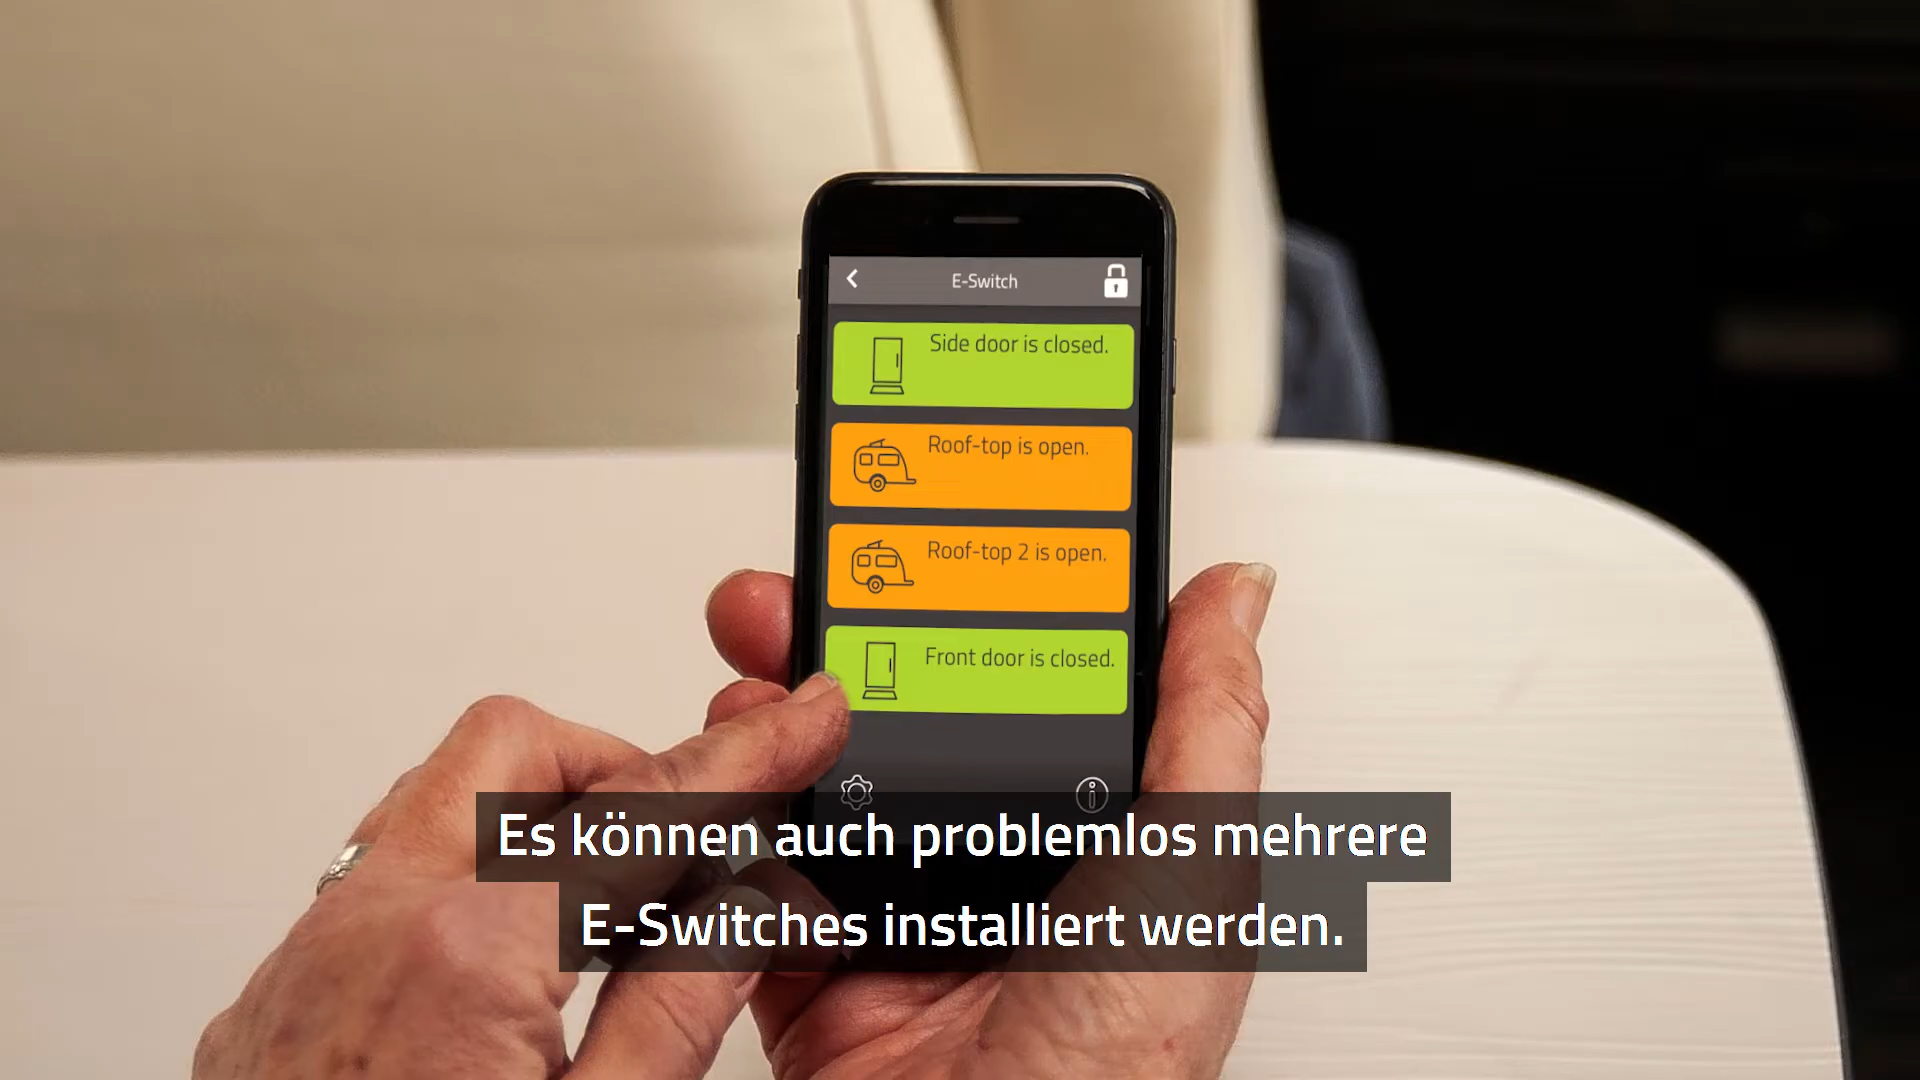 E-Switch
Side door is closed.
Roof-top is open.
Roof-top 2 is open.
Front door is closed.
Es können auch problemlos mehrere
E-Switches installiert werden.